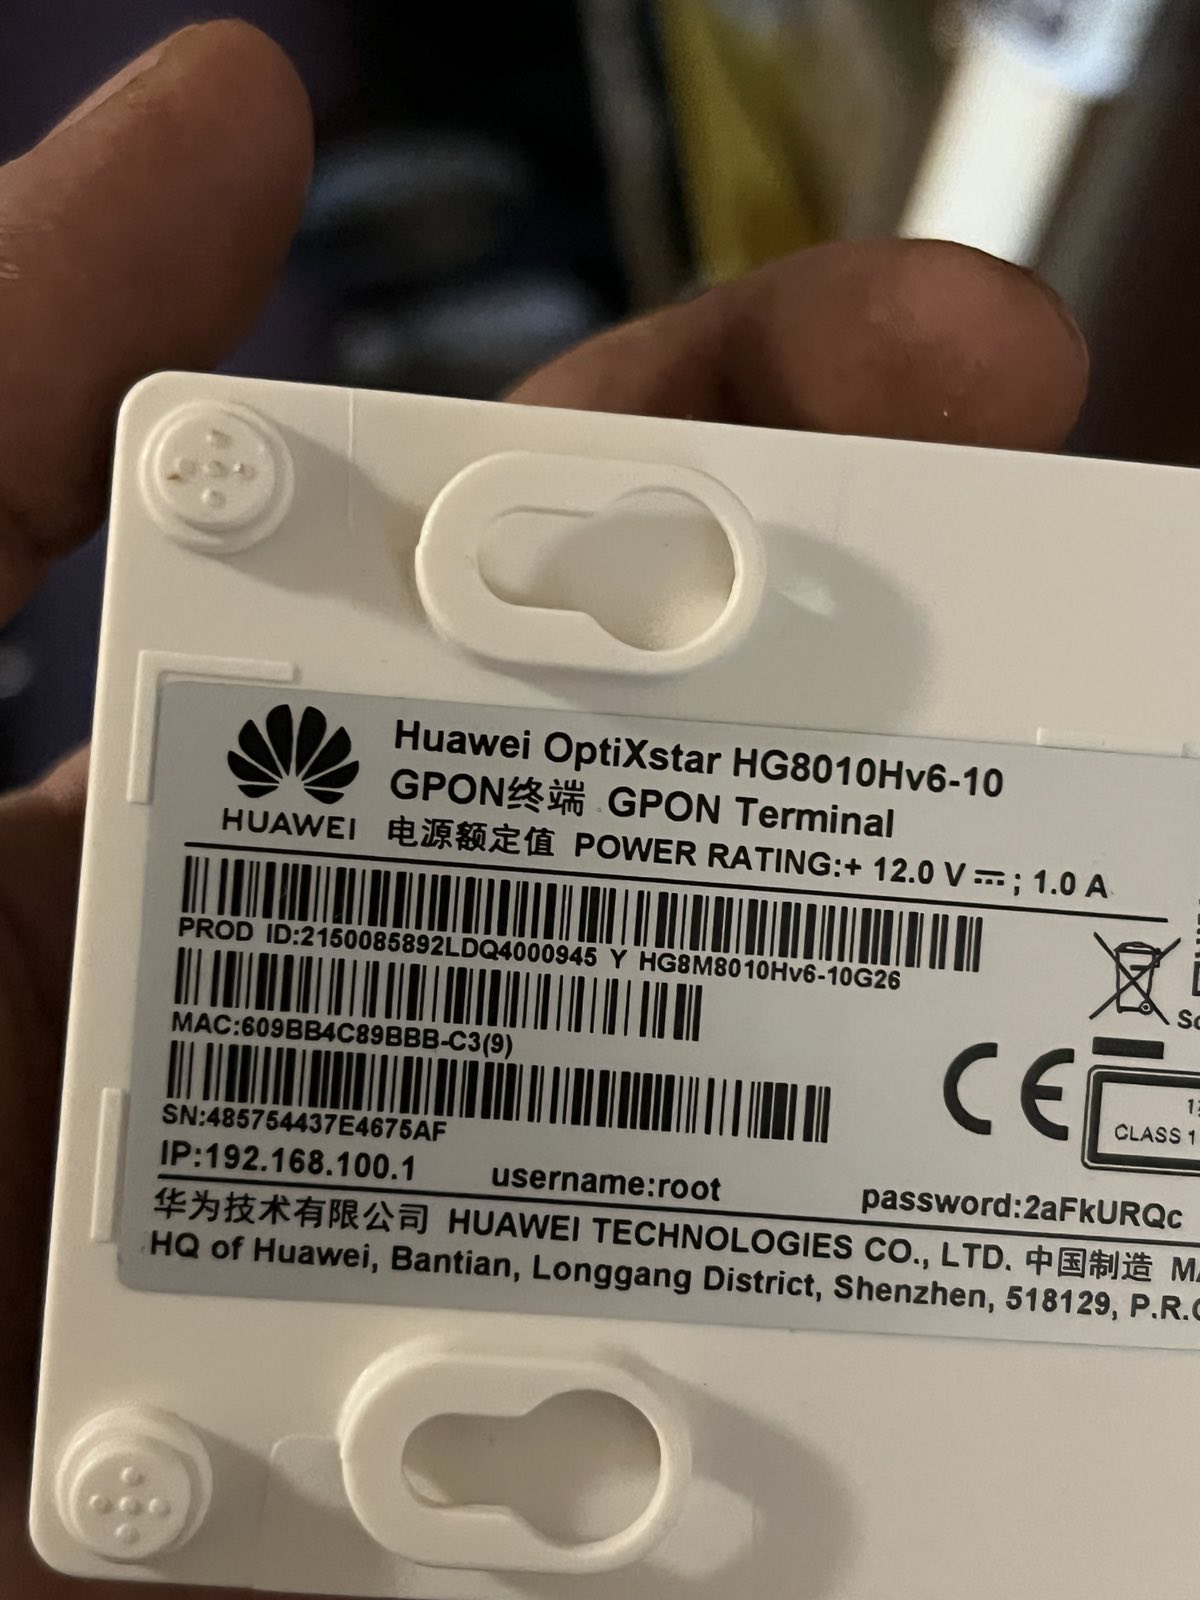 Huawei OptiXstar HG8010Hv6-10
GPON终端 GPON Terminal
HUAWEI
电源额定值 POWER RATING:+ 12.0 V ⎓; 1.0 A
PROD ID:2150085892LDQ4000945 Y HG8M8010Hv6-10G26
MAC:609BB4C89BBB-C3(9)
SN:485754437E4675AF
CE
CLASS 1
IP:192.168.100.1 username:root password:2aFkURQc
华为技术有限公司 HUAWEI TECHNOLOGIES CO., LTD. 中国制造
HQ of Huawei, Bantian, Longgang District, Shenzhen, 518129, P.R.